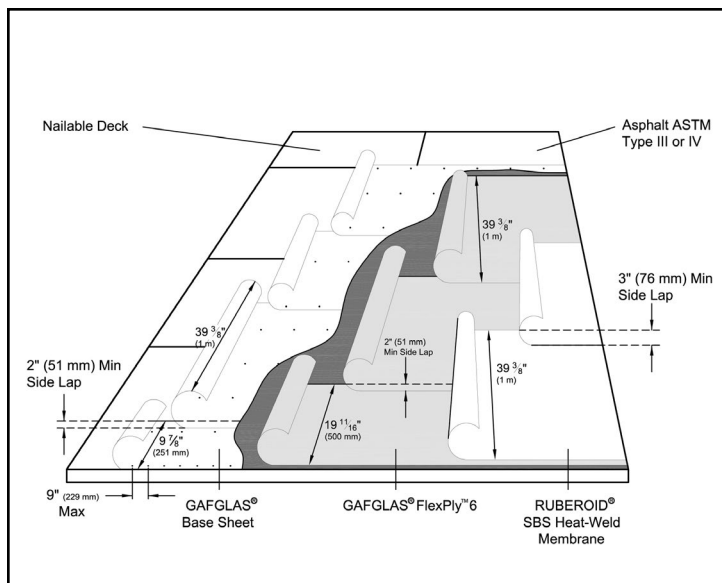 Nailable Deck
Asphalt ASTM
Type III or IV
39 3/8"
(1 m)
3" (76 mm) Min
Side Lap
39 3/8"
(1 m)
2" (51 mm)
Min Side Lap
2" (51 mm) Min
Side Lap
39 3/8"
(1 m)
19 11/16"
(500 mm)
9 7/8"
(251 mm)
9" (229 mm)
Max
GAFGLAS®
Base Sheet
GAFGLAS® FlexPly™ 6
RUBEROID®
SBS Heat-Weld
Membrane